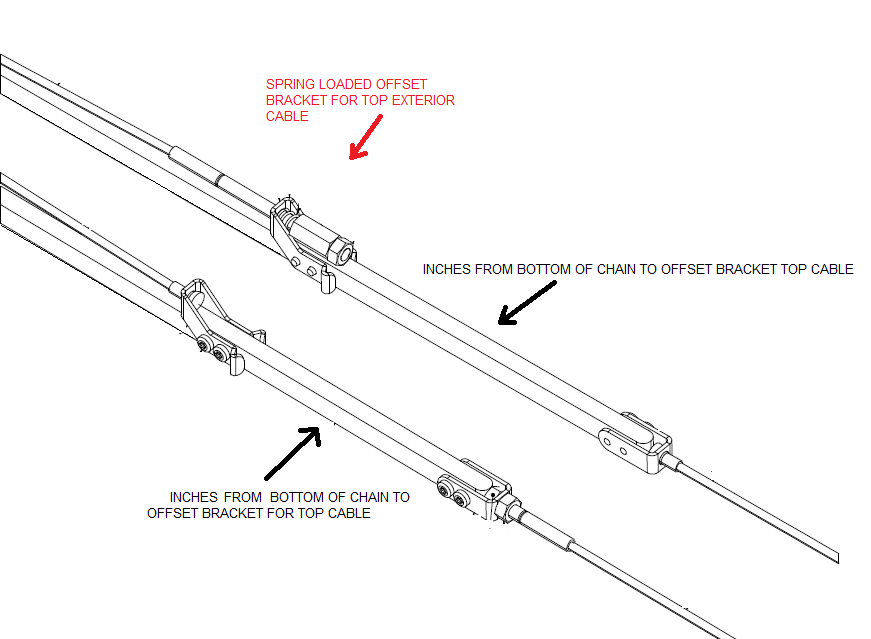 SPRING LOADED OFFSET
BRACKET FOR TOP EXTERIOR
CABLE
INCHES FROM BOTTOM OF CHAIN TO OFFSET BRACKET TOP CABLE
INCHES FROM BOTTOM OF CHAIN TO
OFFSET BRACKET FOR TOP CABLE